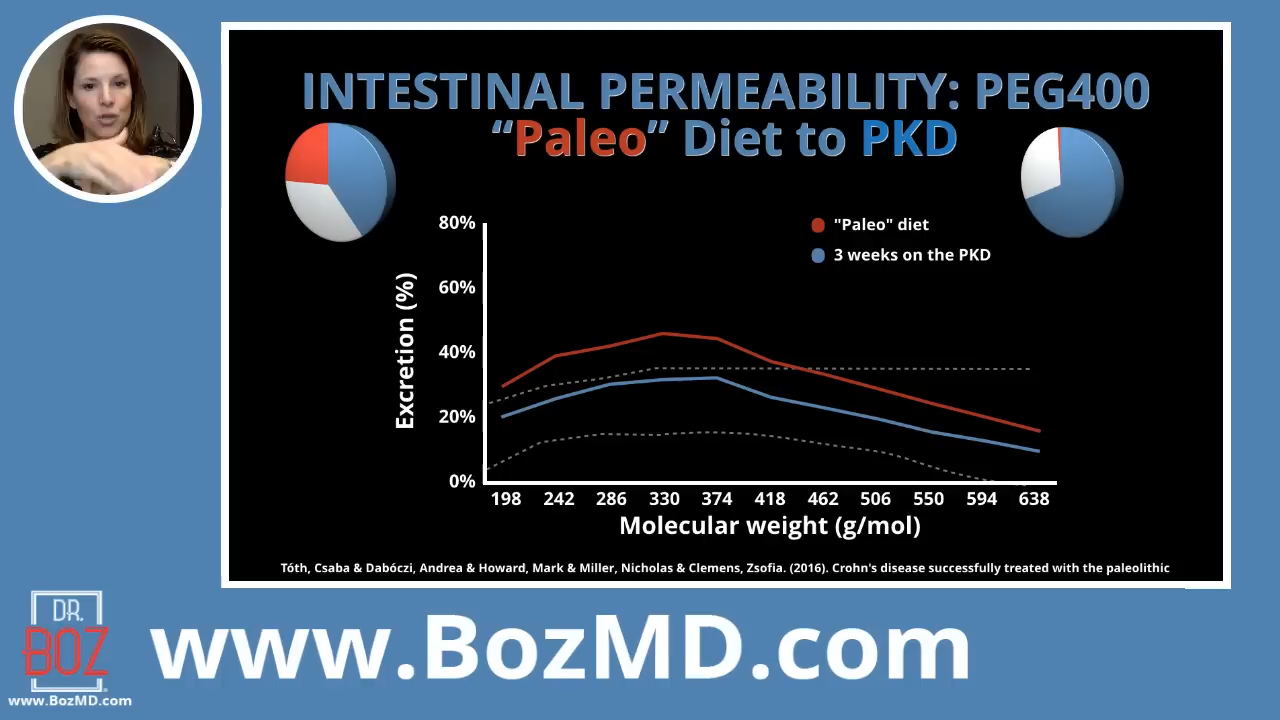 INTESTINAL PERMEABILITY: PEG400
“Paleo” Diet to PKD
80%
60%
40%
20%
0%
Excretion (%)
"Paleo" diet
3 weeks on the PKD
198 242 286 330 374 418 462 506 550 594 638
Molecular weight (g/mol)
Tóth, Csaba & Dabóczi, Andrea & Howard, Mark & Miller, Nicholas & Clemens, Zsofia. (2016). Crohn's disease successfully treated with the paleolithic
DR.
BOZ
www.BozMD.com
www.BozMD.com